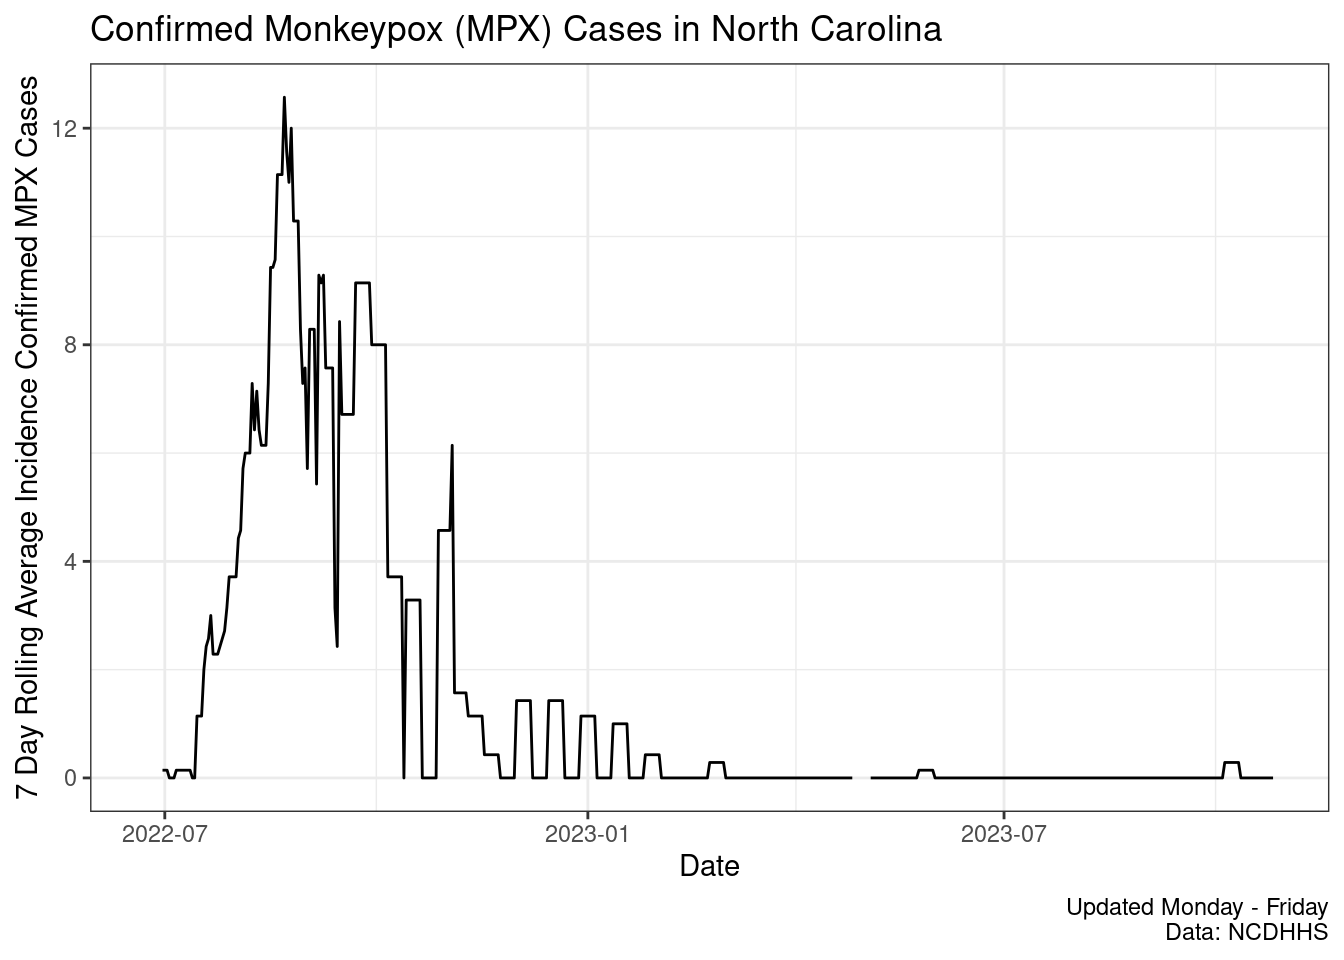 Confirmed Monkeypox (MPX) Cases in North Carolina
7 Day Rolling Average Incidence Confirmed MPX Cases
12
8
4
0
2022-07
2023-01
2023-07
Date
Updated Monday - Friday
Data: NCDHHS